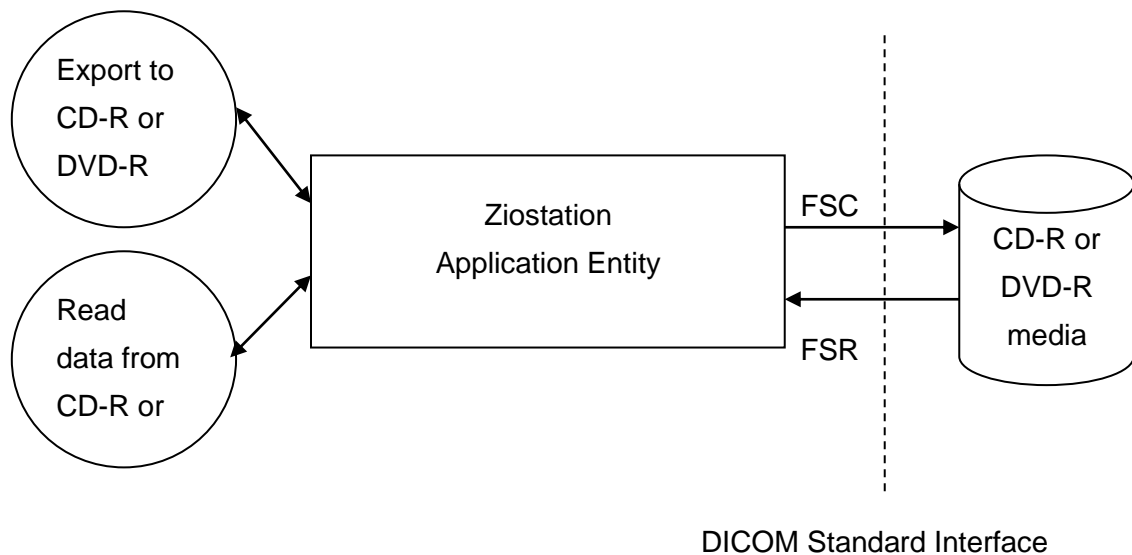 Export to
CD-R or
DVD-R
Read
data from
CD-R or
Ziostation
Application Entity
FSC
FSR
CD-R or
DVD-R
media
DICOM Standard Interface